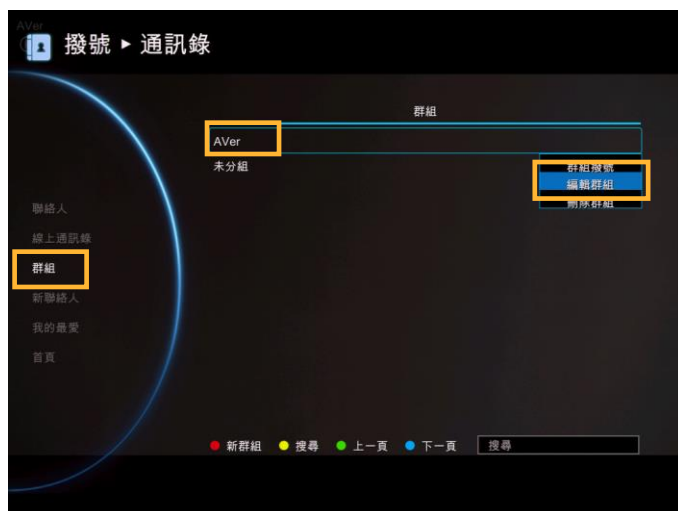 AVer
撥號 ► 通訊錄
群組
AVer
未分組
群組撥號
編輯群組
刪除群組
聯絡人
線上通訊錄
群組
新聯絡人
我的最愛
首頁
新群組 搜尋 上一頁 下一頁 搜尋